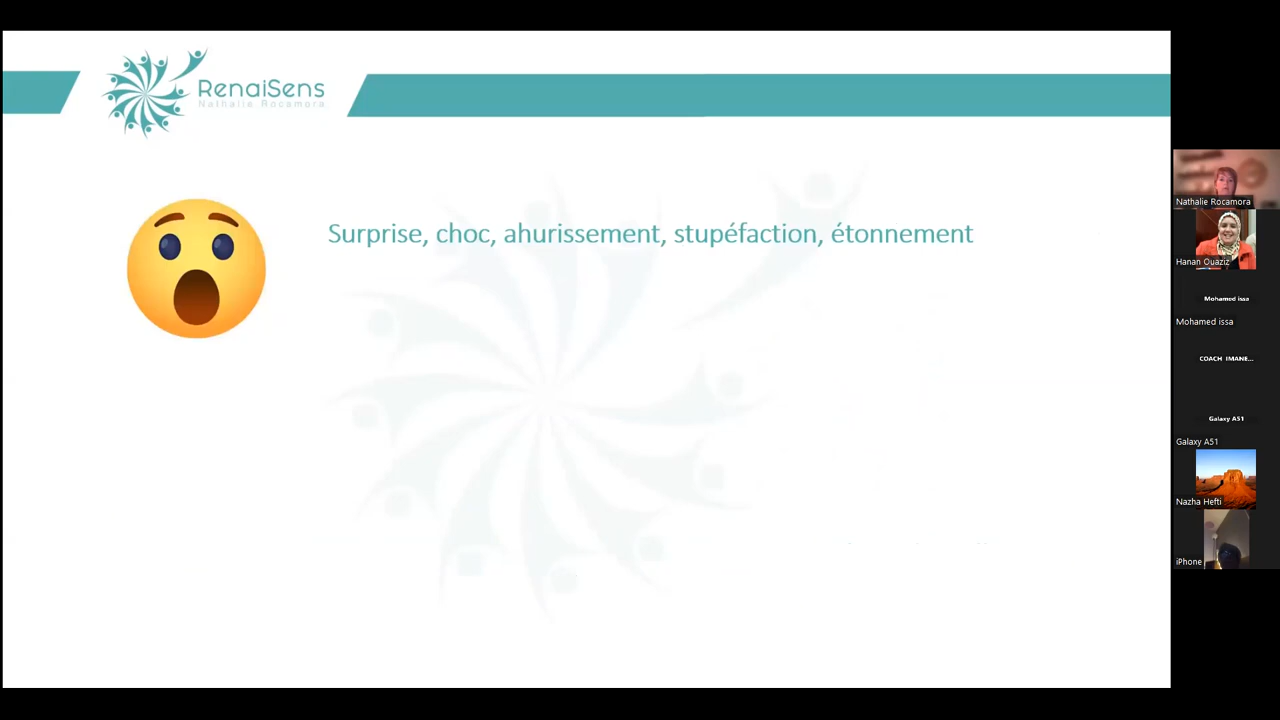 RenaiSens
Nathalie Rocamora
Surprise, choc, ahurissement, stupéfaction, étonnement
Nathalie Rocamora
Hanan Ouaziz
Mohamed issa
Mohamed issa
COACH IMANE...
Galaxy A51
Galaxy A51
Nazha Hefti
iPhone